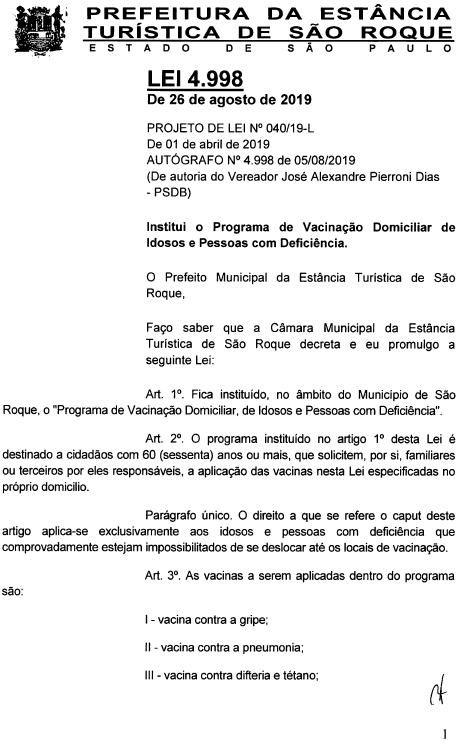 PREFEITURA DA ESTÂNCIA
TURÍSTICA DE SÃO ROQUE
ESTADO DE SÃO PAULO
LEI 4.998
De 26 de agosto de 2019
PROJETO DE LEI Nº 040/19-L
De 01 de abril de 2019
AUTÓGRAFO Nº 4.998 de 05/08/2019
(De autoria do Vereador José Alexandre Pierroni Dias
- PSDB)
Institui o Programa de Vacinação Domiciliar de
Idosos e Pessoas com Deficiência.
O Prefeito Municipal da Estância Turística de São
Roque,
Faço saber que a Câmara Municipal da Estância
Turística de São Roque decreta e eu promulgo a
seguinte Lei:
Art. 1º. Fica instituído, no âmbito do Município de São
Roque, o "Programa de Vacinação Domiciliar, de Idosos e Pessoas com Deficiência".
Art. 2º. O programa instituído no artigo 1º desta Lei é
destinado a cidadãos com 60 (sessenta) anos ou mais, que solicitem, por si, familiares
ou terceiros por eles responsáveis, a aplicação das vacinas nesta Lei especificadas no
próprio domicilio.
Parágrafo único. O direito a que se refere o caput deste
artigo aplica-se exclusivamente aos idosos e pessoas com deficiência que
comprovadamente estejam impossibilitados de se deslocar até os locais de vacinação.
Art. 3º. As vacinas a serem aplicadas dentro do programa
são:
I - vacina contra a gripe;
II - vacina contra a pneumonia;
III - vacina contra difteria e tétano;
1